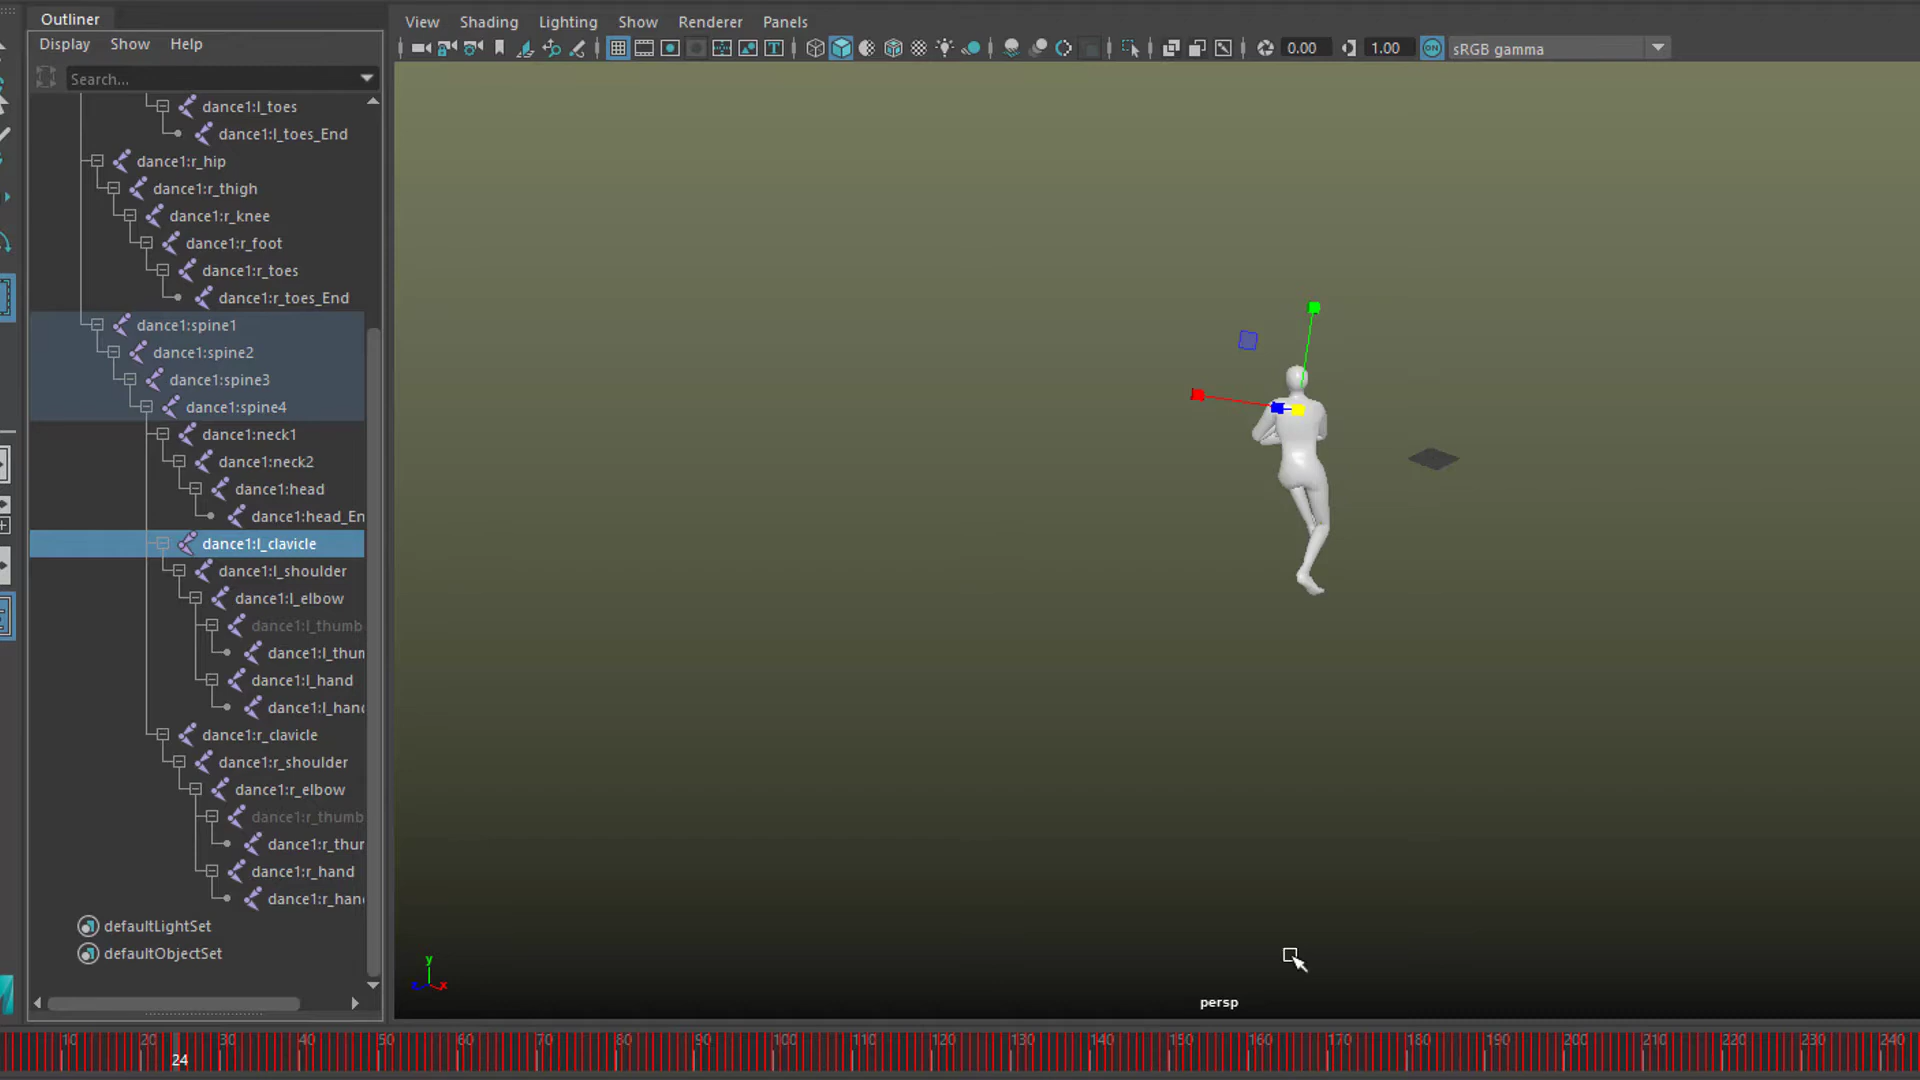 Outliner
Display Show Help
Search...
dance1:l_toes
dance1:l_toes_End
dance1:r_hip
dance1:r_thigh
dance1:r_knee
dance1:r_foot
dance1:r_toes
dance1:r_toes_End
dance1:spine1
dance1:spine2
dance1:spine3
dance1:spine4
dance1:neck1
dance1:neck2
dance1:head
dance1:head_En
dance1:l_clavicle
dance1:l_shoulder
dance1:l_elbow
dance1:l_thumb
dance1:l_thum
dance1:l_hand
dance1:l_hand
dance1:r_clavicle
dance1:r_shoulder
dance1:r_elbow
dance1:r_thumb
dance1:r_thur
dance1:r_hand
dance1:r_han
defaultLightSet
defaultObjectSet
View Shading Lighting Show Renderer Panels
0.00 1.00 ON sRGB gamma
y
x
persp
10 20 30 40 50 60 70 80 90 100 110 120 130 140 150 160 170 180 190 200 210 220 230 240
24